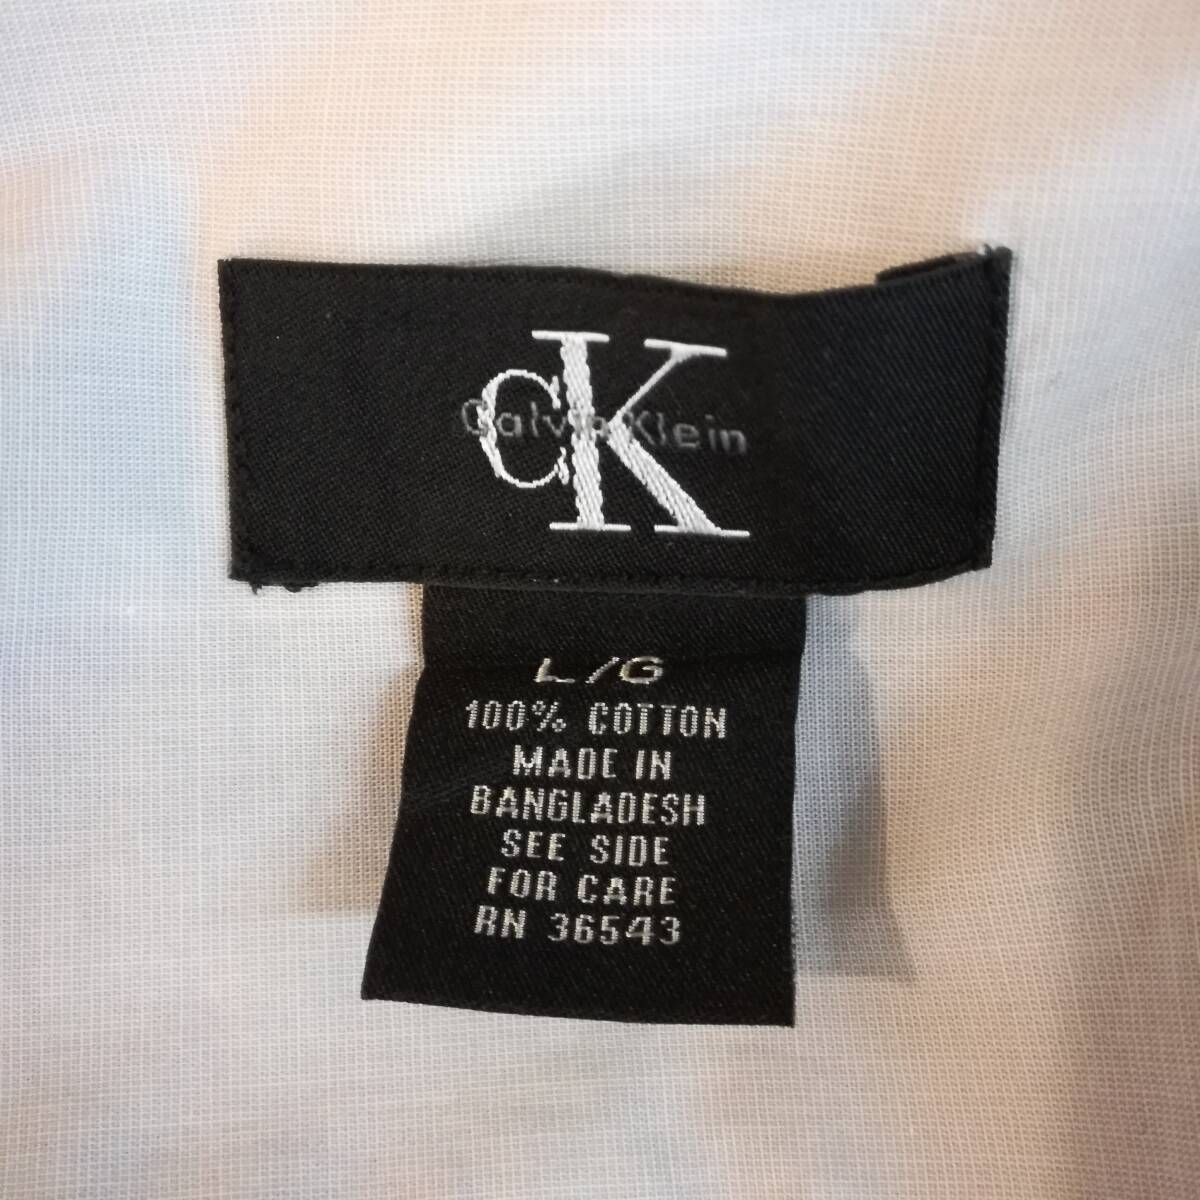 cK
Calvin Klein
L/G
100% COTTON
MADE IN
BANGLADESH
SEE SIDE
FOR CARE
RN 36543